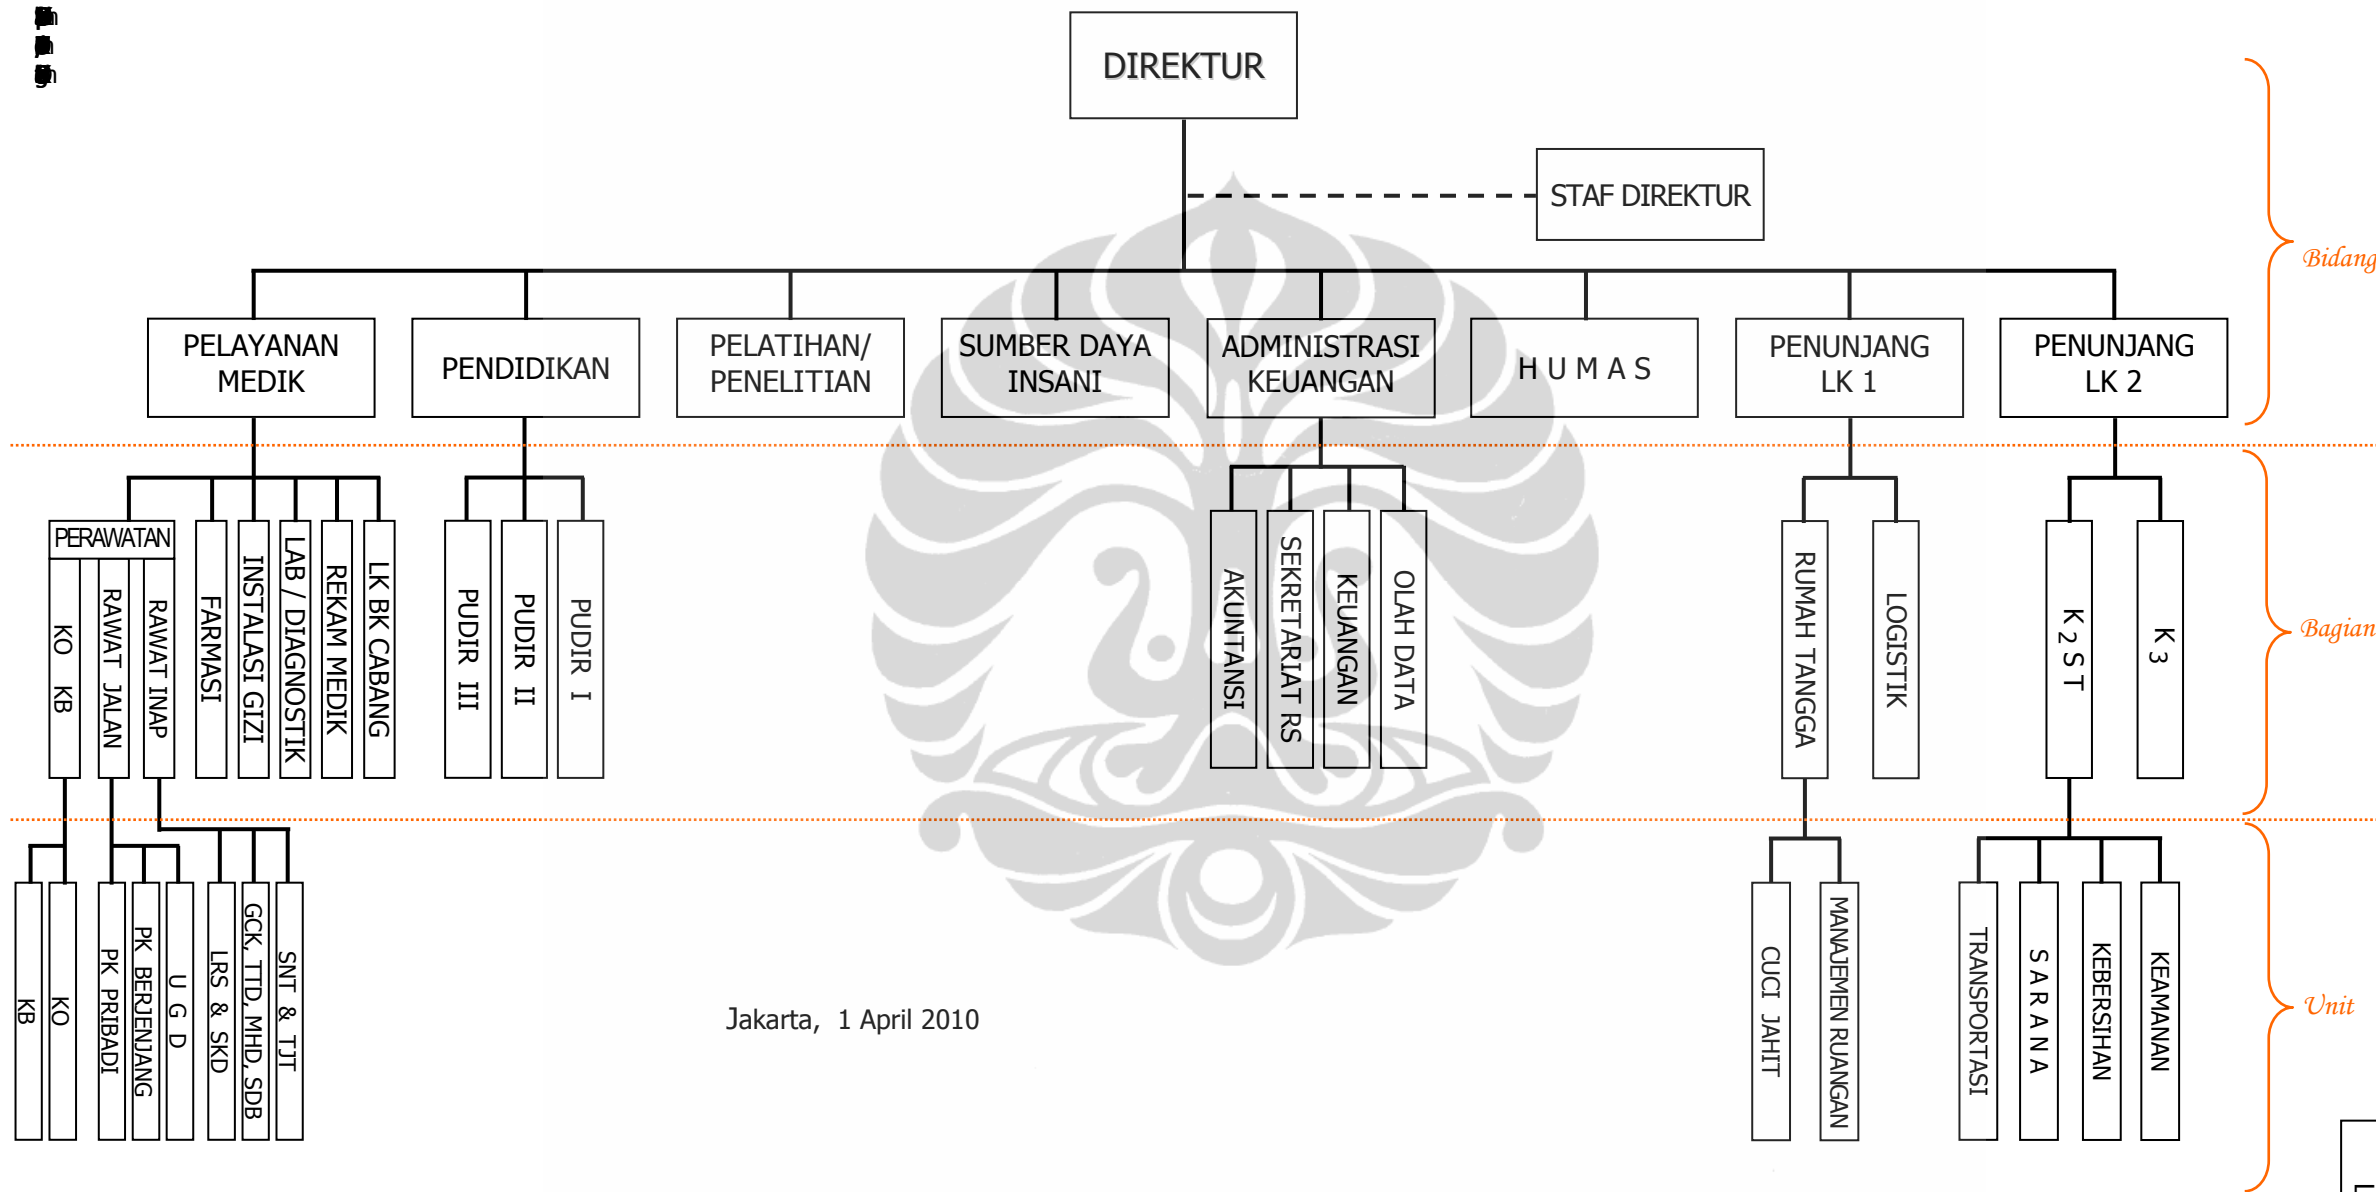 DIREKTUR
STAF DIREKTUR
Bidang
PELAYANAN
MEDIK
PENDIDIKAN
PELATIHAN/
PENELITIAN
SUMBER DAYA
INSANI
ADMINISTRASI
KEUANGAN
H U M A S
PENUNJANG
LK 1
PENUNJANG
LK 2
PERAWATAN
KO KB
RAWAT JALAN
RAWAT INAP
FARMASI
INSTALASI GIZI
LAB / DIAGNOSTIK
REKAM MEDIK
LK BK CABANG
PUDIR III
PUDIR II
PUDIR I
AKUNTANSI
SEKRETARIAT RS
KEUANGAN
OLAH DATA
RUMAH TANGGA
LOGISTIK
K 2 S T
K 3
Bagian
KB
KO
PK PRIBADI
PK BERJENJANG
U G D
LRS & SKD
GCK, TTD, MHD, SDB
SNT & TJT
CUCI JAHIT
MANAJEMEN RUANGAN
TRANSPORTASI
S A R A N A
KEBERSIHAN
KEAMANAN
Unit
Jakarta, 1 April 2010